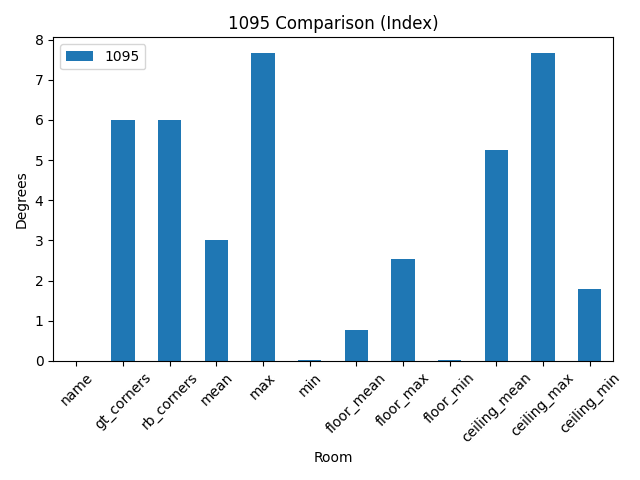 1095 Comparison (Index)
1095
Degrees
8
7
6
5
4
3
2
1
0
name
gt_corners
rb_corners
mean
max
min
floor_mean
floor_max
floor_min
ceiling_mean
ceiling_max
ceiling_min
Room